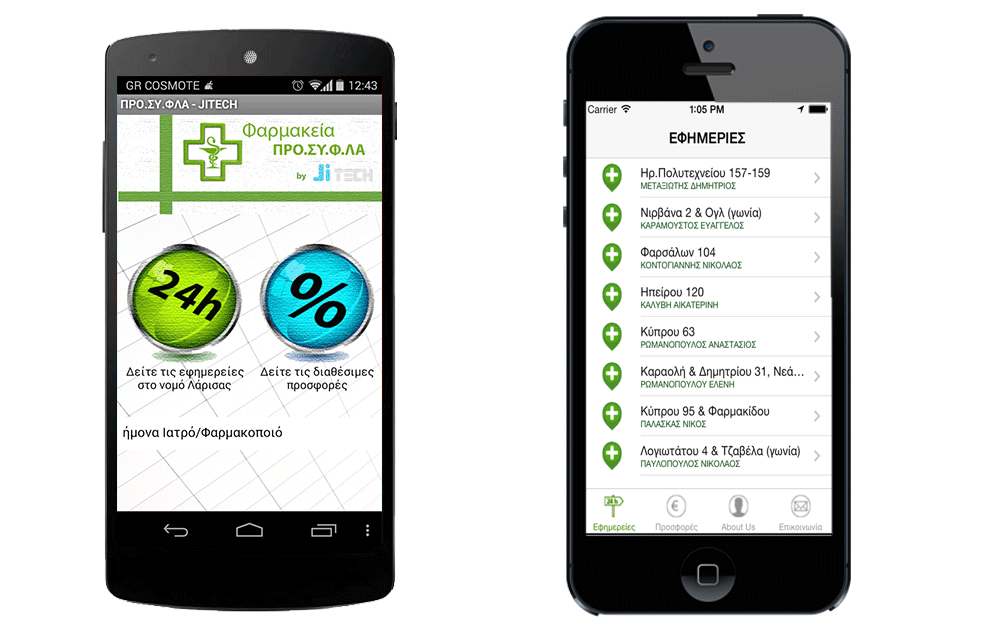 GR COSMOTE
12:43
ΠΡΟ.ΣΥ.ΦΛΑ - JITECH
Φαρμακεία
ΠΡΟ.ΣΥ.Φ.ΛΑ
by Ji TECH
24h
%
Δείτε τις εφημερείες
στο νομό Λάρισας
Δείτε τις διαθέσιμες
προσφορές
ήμονα Ιατρό/Φαρμακοποιό
Carrier
1:05 PM
ΕΦΗΜΕΡΙΕΣ
Ηρ.Πολυτεχνείου 157-159
ΜΕΤΑΞΙΩΤΗΣ ΔΗΜΗΤΡΙΟΣ
Νιρβάνα 2 & Ογλ (γωνία)
ΚΑΡΑΜΟΥΣΤΟΣ ΕΥΑΓΓΕΛΟΣ
Φαρσάλων 104
ΚΟΝΤΟΓΙΑΝΝΗΣ ΝΙΚΟΛΑΟΣ
Ηπείρου 120
ΚΑΛΥΒΗ ΑΙΚΑΤΕΡΙΝΗ
Κύπρου 63
ΡΩΜΑΝΟΠΟΥΛΟΣ ΑΝΑΣΤΑΣΙΟΣ
Καραολή & Δημητρίου 31, Νεά...
ΡΩΜΑΝΟΠΟΥΛΟΥ ΕΛΕΝΗ
Κύπρου 95 & Φαρμακίδου
ΠΑΛΑΣΚΑΣ ΝΙΚΟΣ
Λογιωτάτου 4 & Τζαβέλα (γωνία)
ΠΑΥΛΟΠΟΥΛΟΣ ΝΙΚΟΛΑΟΣ
24 h
Εφημερείες
Προσφορές
About Us
Επικοινωνία